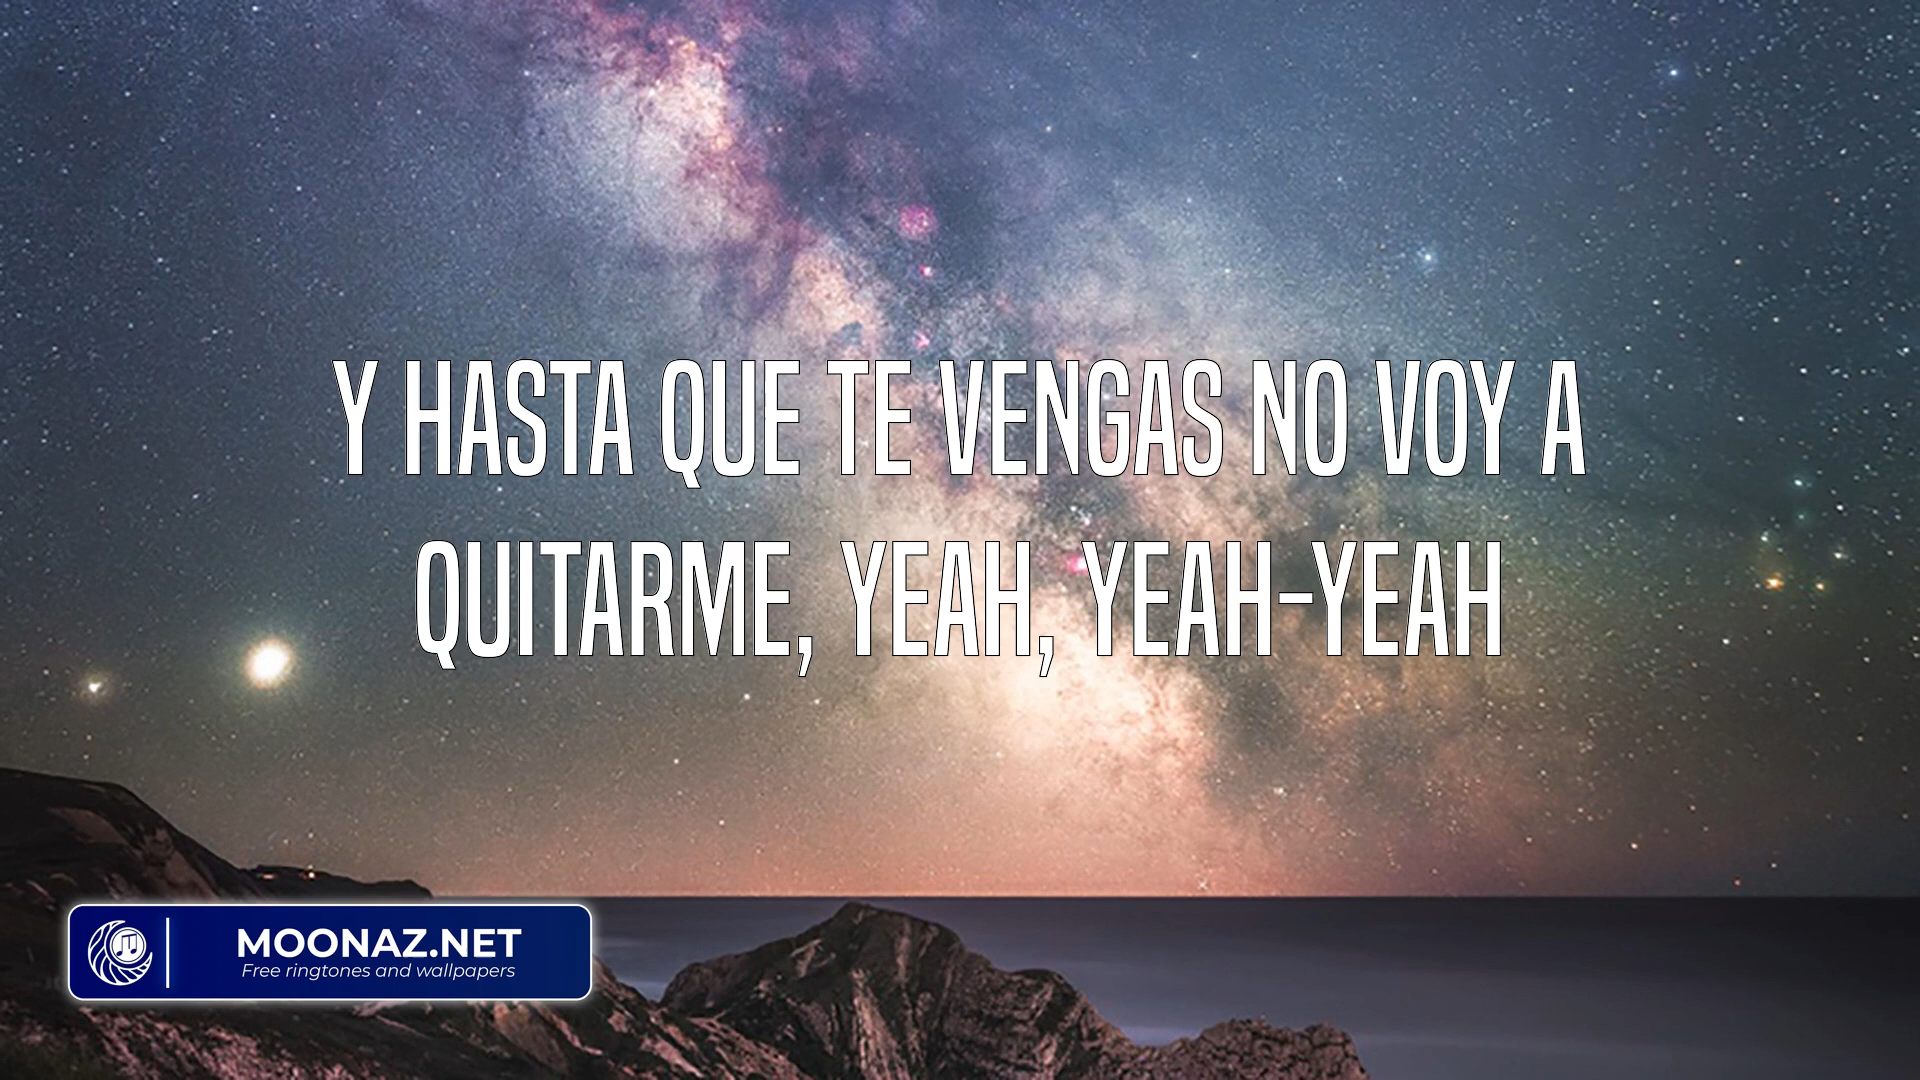 Y HASTA QUE TE VENGAS NO VOY A
QUITARME, YEAH, YEAH-YEAH
MOONAZ.NET
Free ringtones and wallpapers